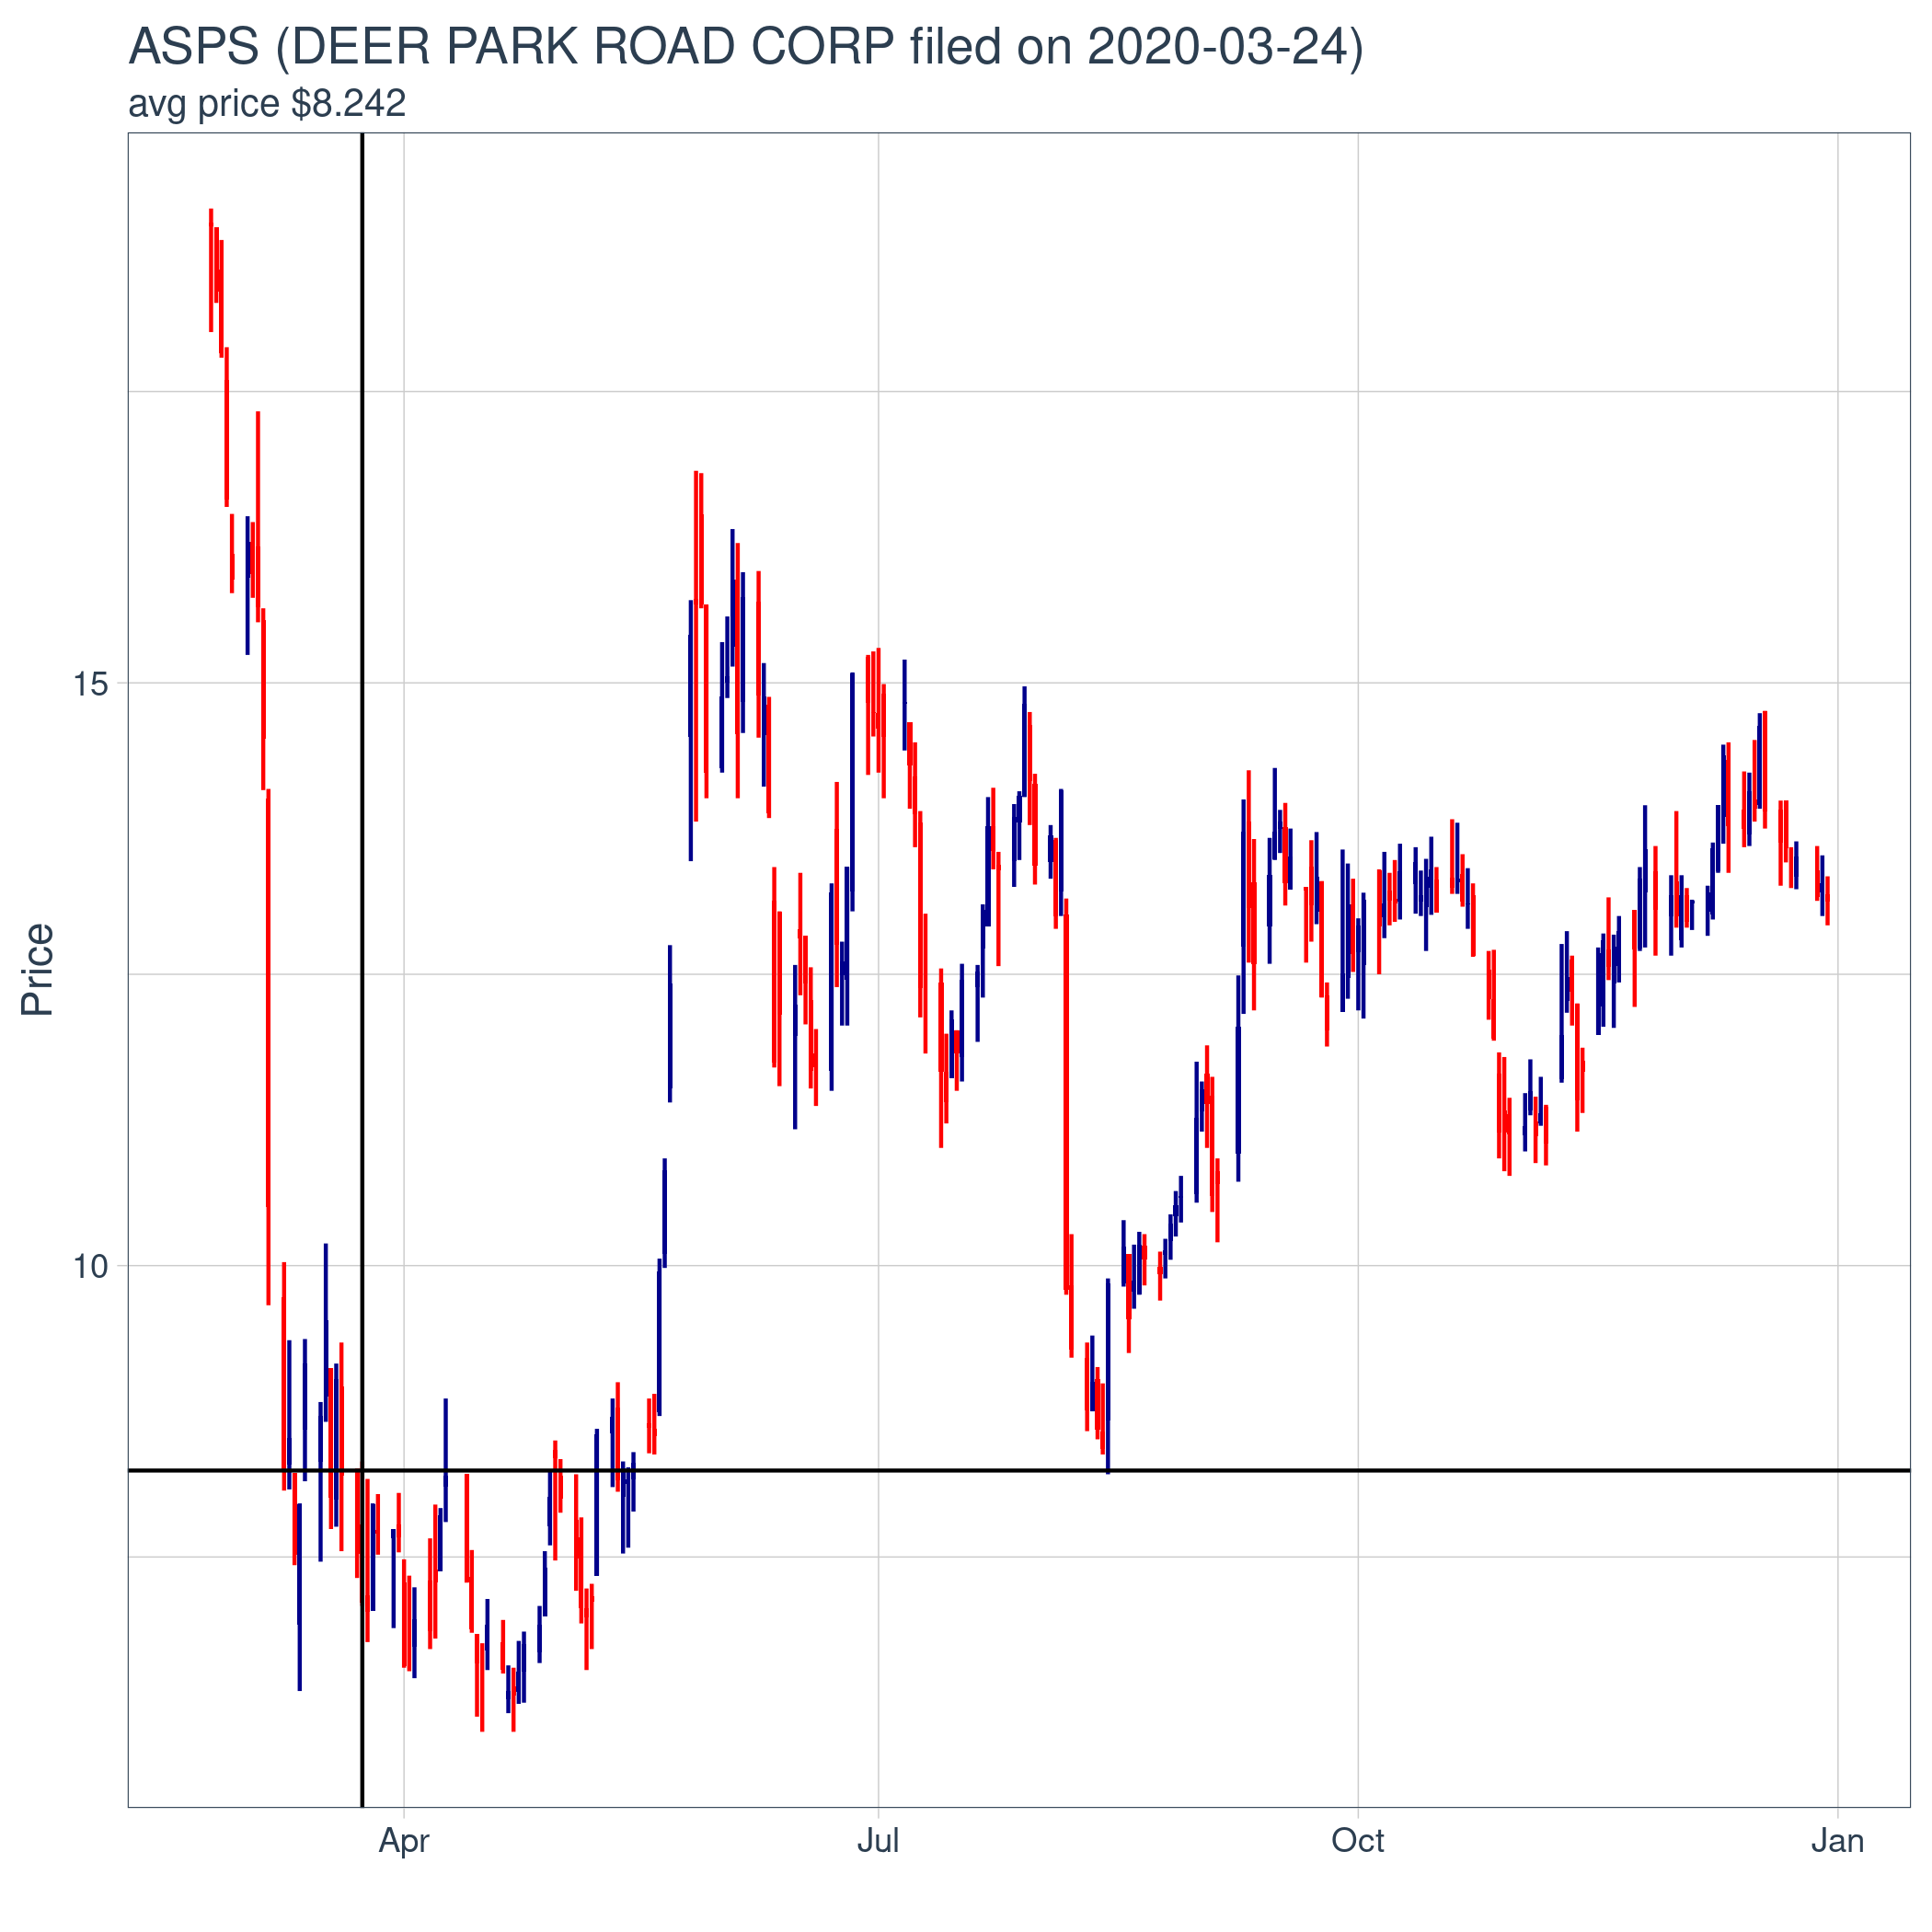 ASPS (DEER PARK ROAD CORP filed on 2020-03-24)
avg price $8.242
15
10
Price
Apr
Jul
Oct
Jan